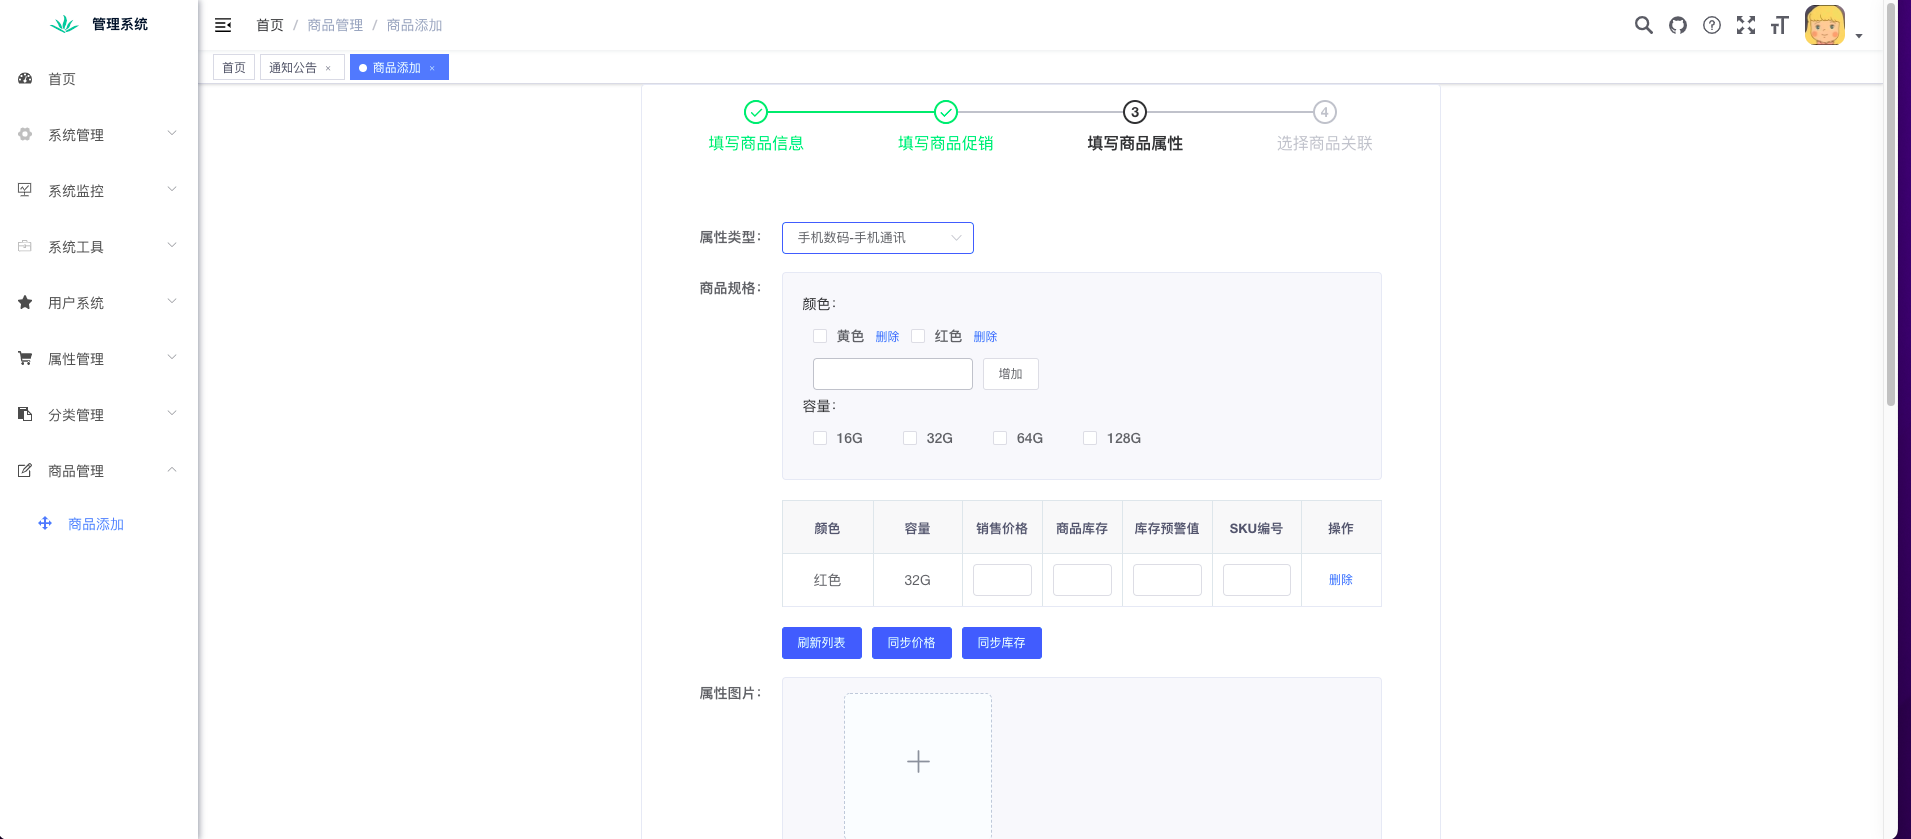 管理系统
首页 / 商品管理 / 商品添加
首页 通知公告 × 商品添加 ×
首页
系统管理
系统监控
系统工具
用户系统
属性管理
分类管理
商品管理
商品添加
3 4
填写商品信息 填写商品促销 填写商品属性 选择商品关联
属性类型： 手机数码-手机通讯
商品规格：
颜色：
黄色 删除 红色 删除
增加
容量：
16G 32G 64G 128G
颜色 容量 销售价格 商品库存 库存预警值 SKU编号 操作
红色 32G 删除
刷新列表 同步价格 同步库存
属性图片：